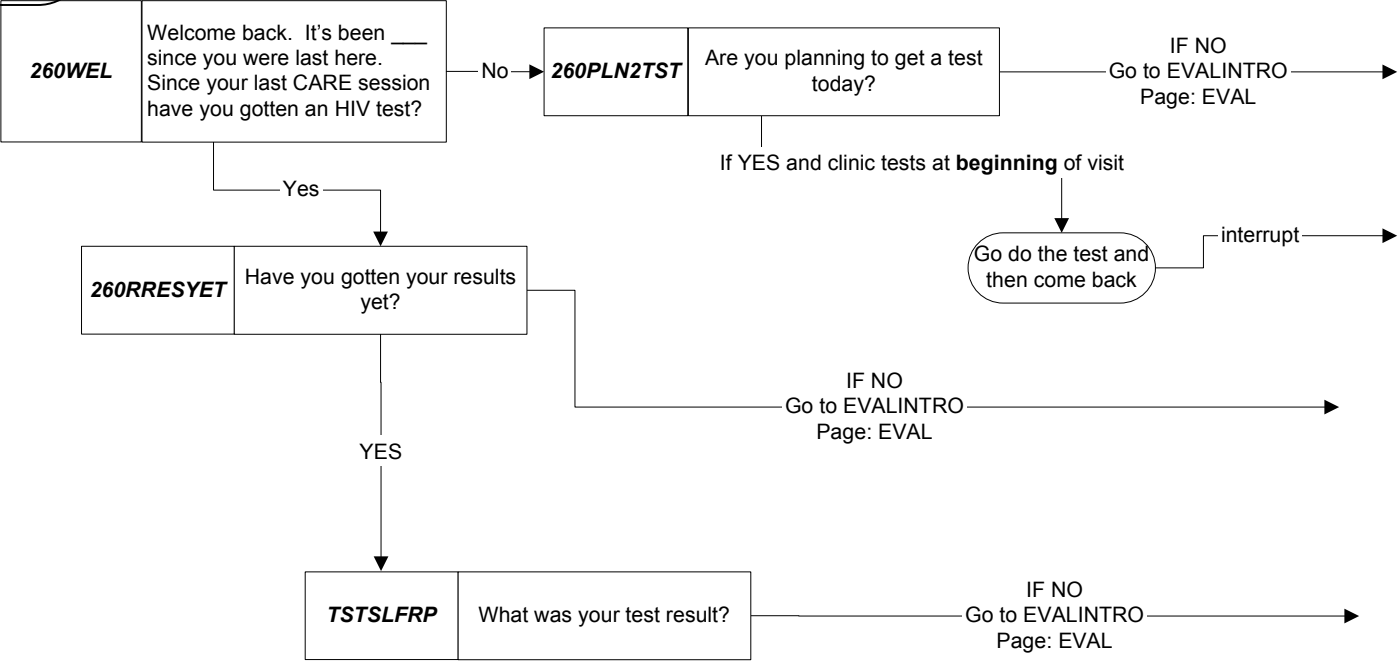 260WEL
Welcome back. It's been ___
since you were last here.
Since your last CARE session
have you gotten an HIV test?
No
260PLN2TST
Are you planning to get a test
today?
IF NO
Go to EVALINTRO
Page: EVAL
If YES and clinic tests at beginning of visit
Yes
Go do the test and
then come back
interrupt
260RRESYET
Have you gotten your results
yet?
IF NO
Go to EVALINTRO
Page: EVAL
YES
TSTSLFRP
What was your test result?
IF NO
Go to EVALINTRO
Page: EVAL